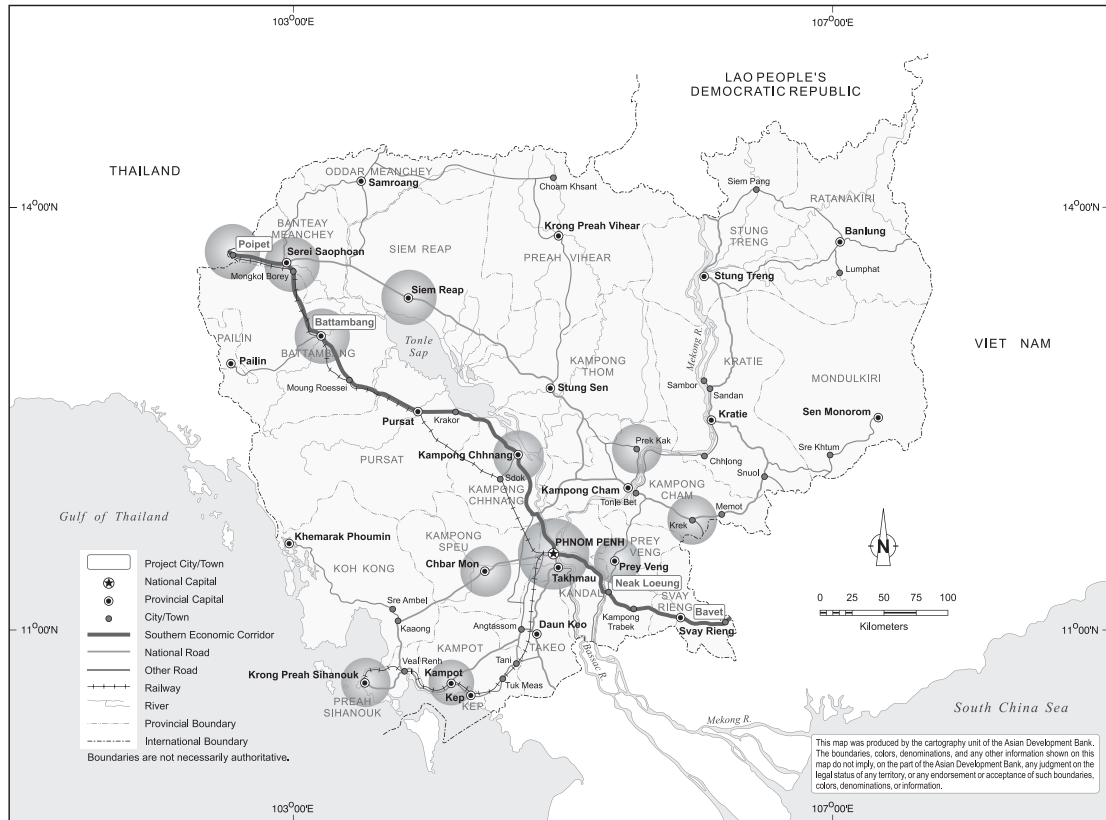 103°00'E
107°00'E
LAO PEOPLE'S
DEMOCRATIC REPUBLIC
THAILAND
ODDAR MEANCHEY
Samroang
Choam Khsant
Siem Pang
RATANAKIRI
14°00'N
14°00'N
BANTEAY
MEANCHEY
SIEM REAP
Krong Preah Vihear
STUNG
TRENG
Banlung
Poipet
Serei Saophoan
PREAH VIHEAR
Mongkol Borey
Stung Treng
Lumphat
Siem Reap
Battambang
Tonle
Sap
Mekong R.
PAILIN
BATTAMBANG
Pailin
KAMPONG
THOM
KRATIE
VIET NAM
MONDULKIRI
Moung Roessei
Stung Sen
Sambor
Sandan
Pursat
Krakor
Kratie
Sen Monorom
Prek Kak
PURSAT
Kampong Chhnang
Chhlong
Sre Khtum
Sdok
Snuol
KAMPONG
CHHNANG
Kampong Cham
KAMPONG
CHAM
Tonle Bet
Memot
Krek
Gulf of Thailand
Khemarak Phoumin
KAMPONG
SPEU
PHNOM PENH
PREY
VENG
Prey Veng
KOH KONG
Chbar Mon
Takhmau
Neak Loeung
KANDAL
SVAY
RIENG
Bavet
Sre Ambel
Kampong
Trabek
Kaaong
Angtassom
Daun Keo
Svay Rieng
11°00'N
11°00'N
TAKEO
KAMPOT
Bassac R.
Veal Renh
Tani
Krong Preah Sihanouk
Kampot
Tuk Meas
Kep
KEP
PREAH
SIHANOUK
Mekong R.
South China Sea
N
0 25 50 75 100
Kilometers
Project City/Town
National Capital
Provincial Capital
City/Town
Southern Economic Corridor
National Road
Other Road
Railway
River
Provincial Boundary
International Boundary
Boundaries are not necessarily authoritative.
This map was produced by the cartography unit of the Asian Development Bank.
The boundaries, colors, denominations, and any other information shown on this
map do not imply, on the part of the Asian Development Bank, any judgment on the
legal status of any territory, or any endorsement or acceptance of such boundaries,
colors, denominations, or information.
103°00'E
107°00'E